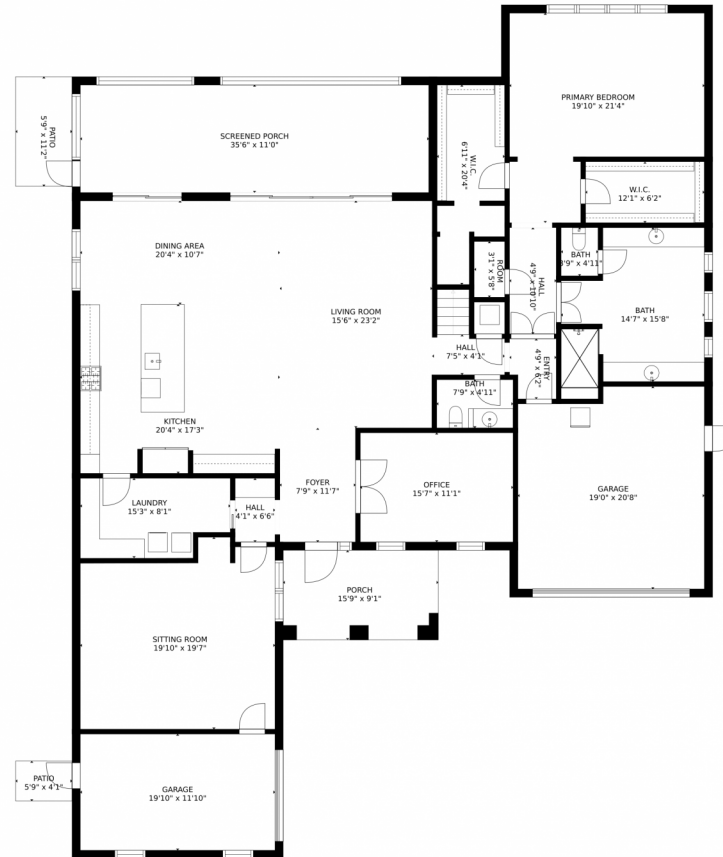 PRIMARY BEDROOM
19'10" x 21'4"
PATIO
5'9" x 11'2"
SCREENED PORCH
35'6" x 11'0"
W.I.C.
6'11" x 20'4"
W.I.C.
12'1" x 6'2"
DINING AREA
20'4" x 10'7"
ROOM
3'1" x 5'8"
HALL
4'9" x 10'10"
BATH
3'9" x 4'11"
LIVING ROOM
15'6" x 23'2"
BATH
14'7" x 15'8"
HALL
7'5" x 4'1"
ENTRY
4'9" x 6'2"
BATH
7'9" x 4'11"
KITCHEN
20'4" x 17'3"
FOYER
7'9" x 11'7"
OFFICE
15'7" x 11'1"
GARAGE
19'0" x 20'8"
LAUNDRY
15'3" x 8'1"
HALL
4'1" x 6'6"
PORCH
15'9" x 9'1"
SITTING ROOM
19'10" x 19'7"
PATIO
5'9" x 4'1"
GARAGE
19'10" x 11'10"